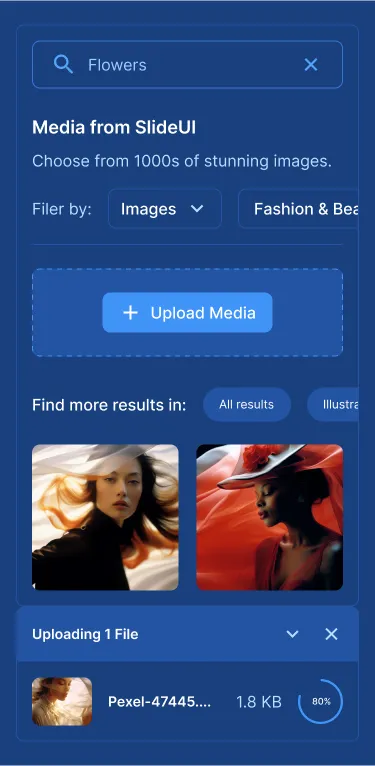 Flowers
Media from SlideUI
Choose from 1000s of stunning images.
Filer by: Images Fashion & Bea
Upload Media
Find more results in: All results Illustra
Uploading 1 File
Pexel-47445.... 1.8 KB 80%